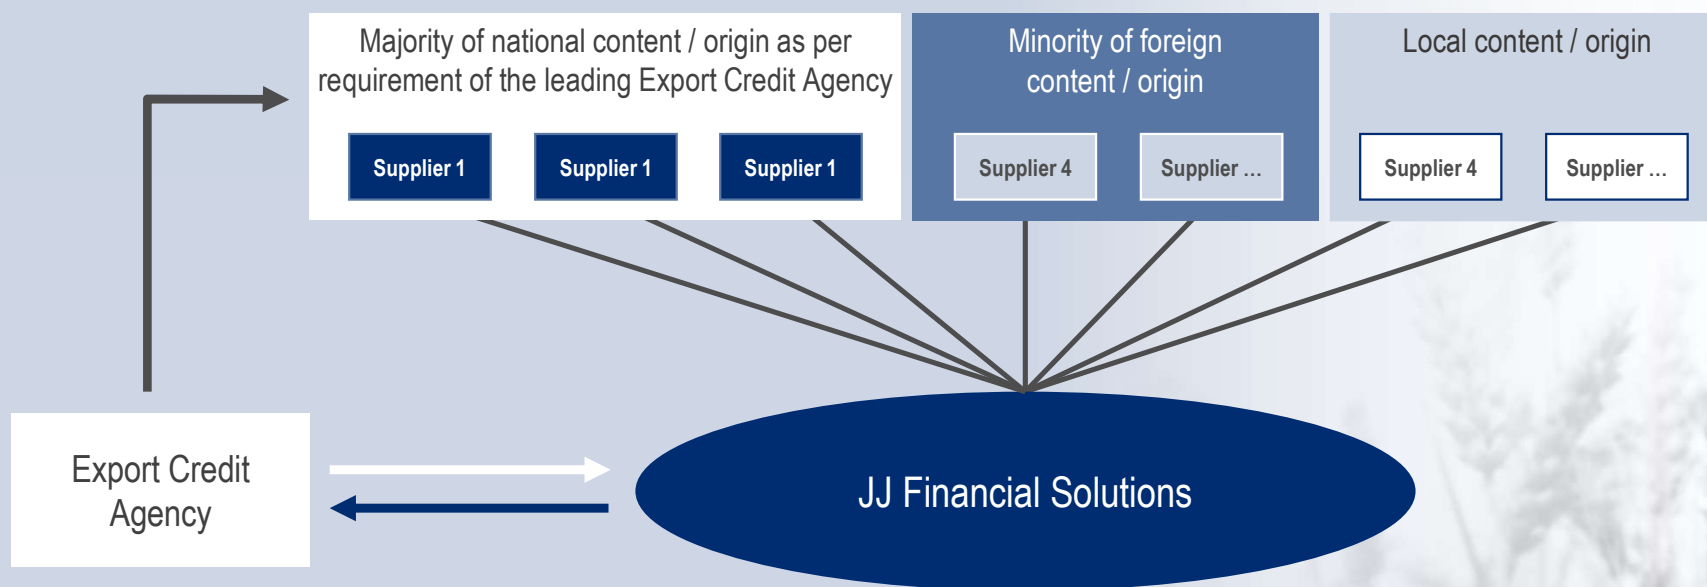 Majority of national content / origin as per
requirement of the leading Export Credit Agency
Supplier 1
Supplier 1
Supplier 1
Minority of foreign
content / origin
Supplier 4
Supplier ...
Local content / origin
Supplier 4
Supplier ...
Export Credit
Agency
JJ Financial Solutions